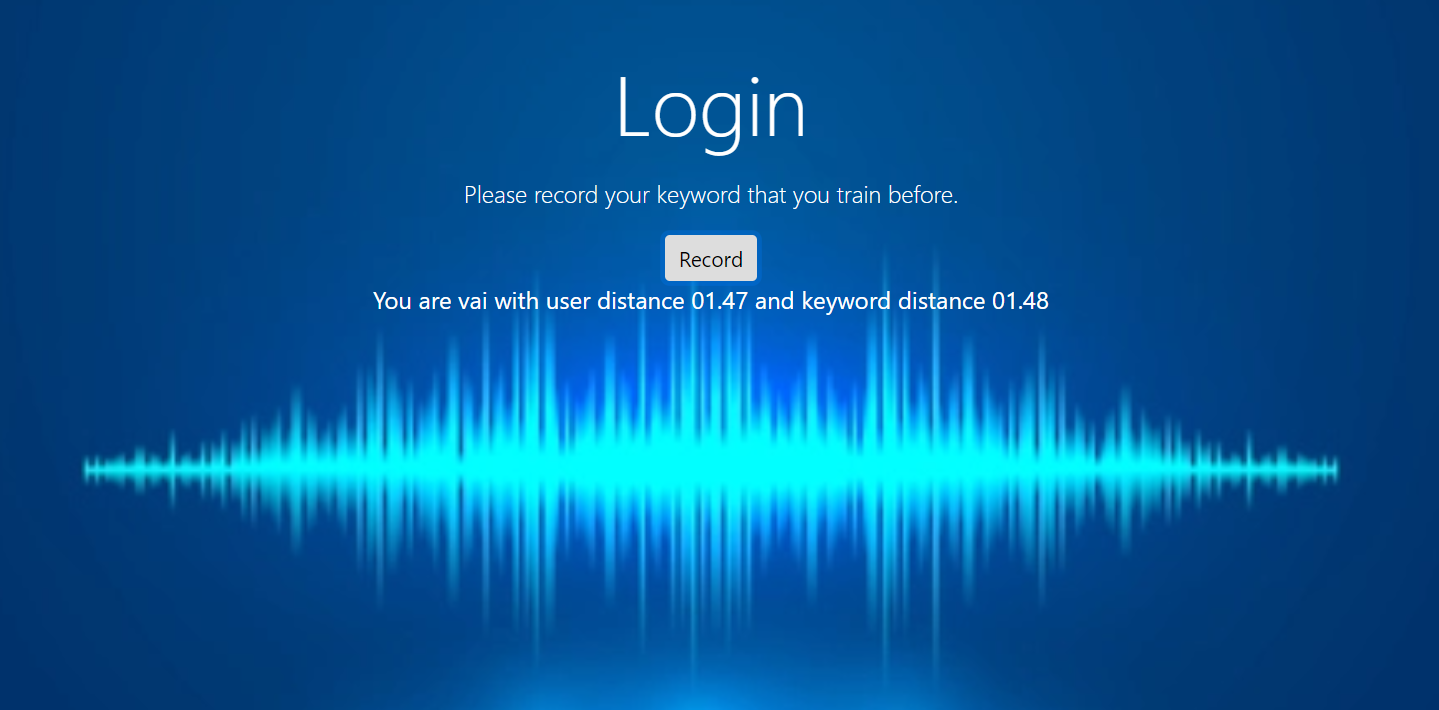 Login
Please record your keyword that you train before.
Record
You are vai with user distance 01.47 and keyword distance 01.48